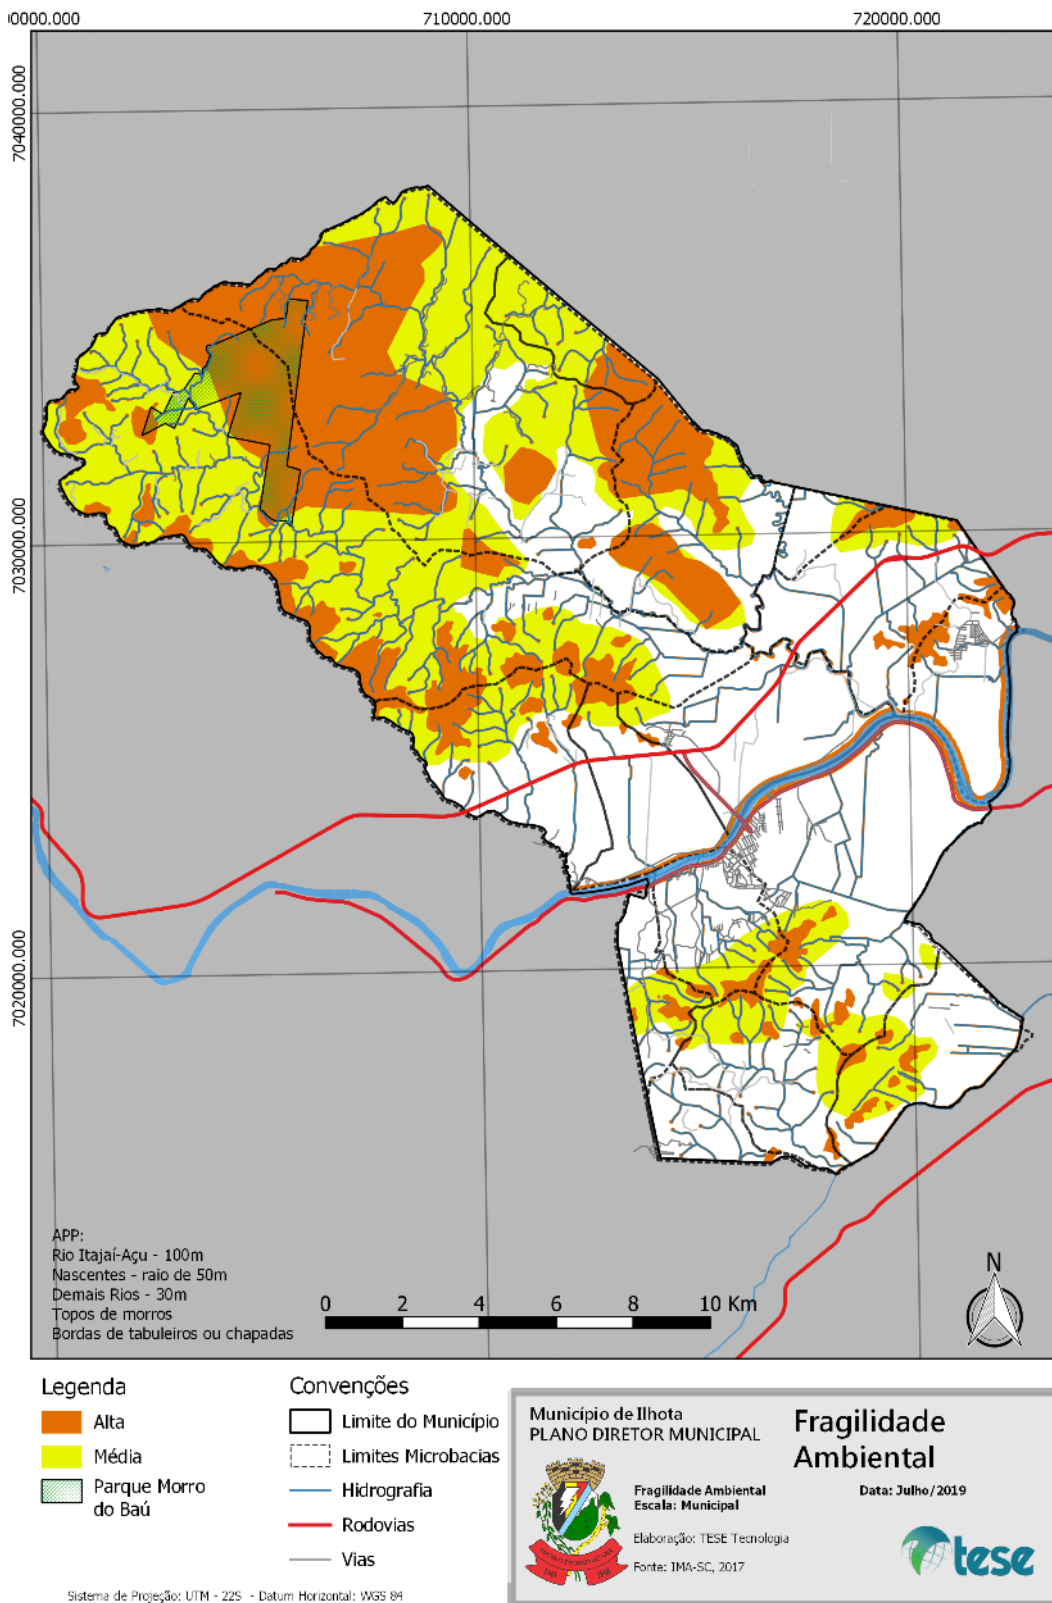 00000.000
710000.000
720000.000
7040000.000
7030000.000
7020000.000
APP:
Rio Itajaí-Açu - 100m
Nascentes - raio de 50m
Demais Rios - 30m
Topos de morros
Bordas de tabuleiros ou chapadas
0 2 4 6 8 10 Km
N
Legenda
Alta
Média
Parque Morro
do Baú
Convenções
Limite do Município
Limites Microbacias
Hidrografia
Rodovias
Vias
Sistema de Projeção: UTM - 22S - Datum Horizontal: WGS 84
Município de Ilhota
PLANO DIRETOR MUNICIPAL
Fragilidade
Ambiental
Fragilidade Ambiental
Escala: Municipal
Data: Julho/2019
Elaboração: TESE Tecnologia
Fonte: IMA-SC, 2017
tese